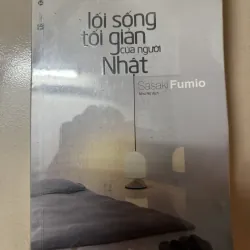 lối sống
tối giản
của người
Nhật
Sasaki Fumio